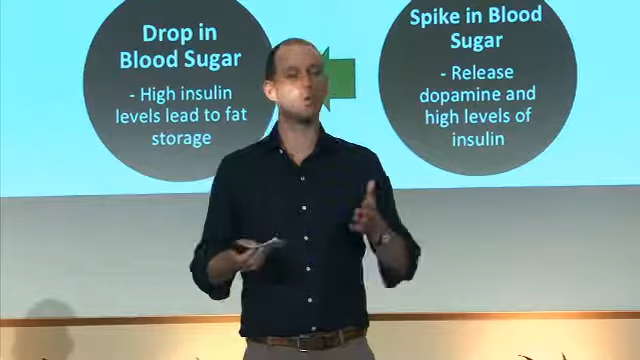 Drop in
Blood Sugar
- High insulin
levels lead to fat
storage
Spike in Blood
Sugar
- Release
dopamine and
high levels of
insulin